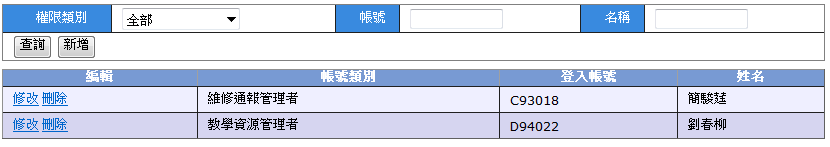 權限類別 全部 帳號 名稱
查詢 新增
編輯 帳號類別 登入帳號 姓名
修改 刪除 維修通報管理者 C93018 簡駿莛
修改 刪除 教學資源管理者 D94022 劉春柳